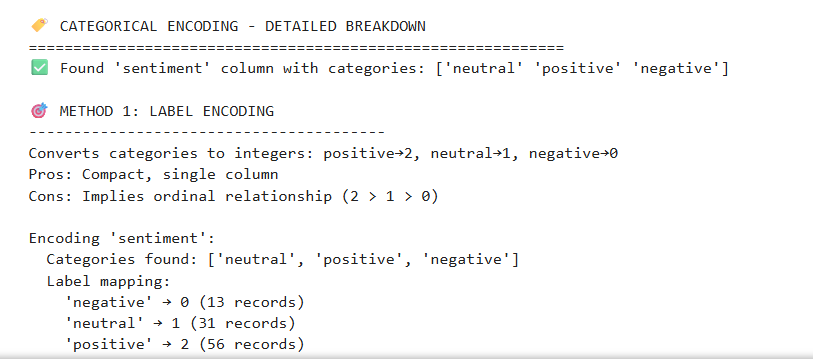 🏷️ CATEGORICAL ENCODING - DETAILED BREAKDOWN
============================================================
✅ Found 'sentiment' column with categories: ['neutral' 'positive' 'negative']
🎯 METHOD 1: LABEL ENCODING
----------------------------------------
Converts categories to integers: positive→2, neutral→1, negative→0
Pros: Compact, single column
Cons: Implies ordinal relationship (2 > 1 > 0)
Encoding 'sentiment':
Categories found: ['neutral', 'positive', 'negative']
Label mapping:
'negative' → 0 (13 records)
'neutral' → 1 (31 records)
'positive' → 2 (56 records)